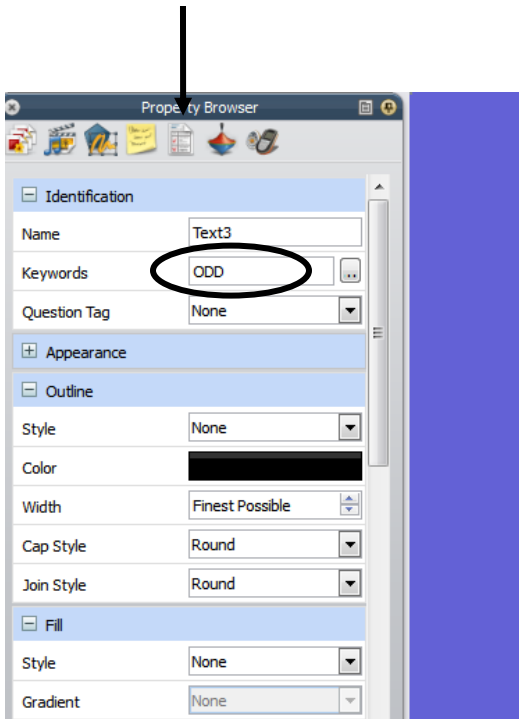 Property Browser
Identification
Name Text3
Keywords ODD ..
Question Tag None
Appearance
Outline
Style None
Color
Width Finest Possible
Cap Style Round
Join Style Round
Fill
Style None
Gradient None